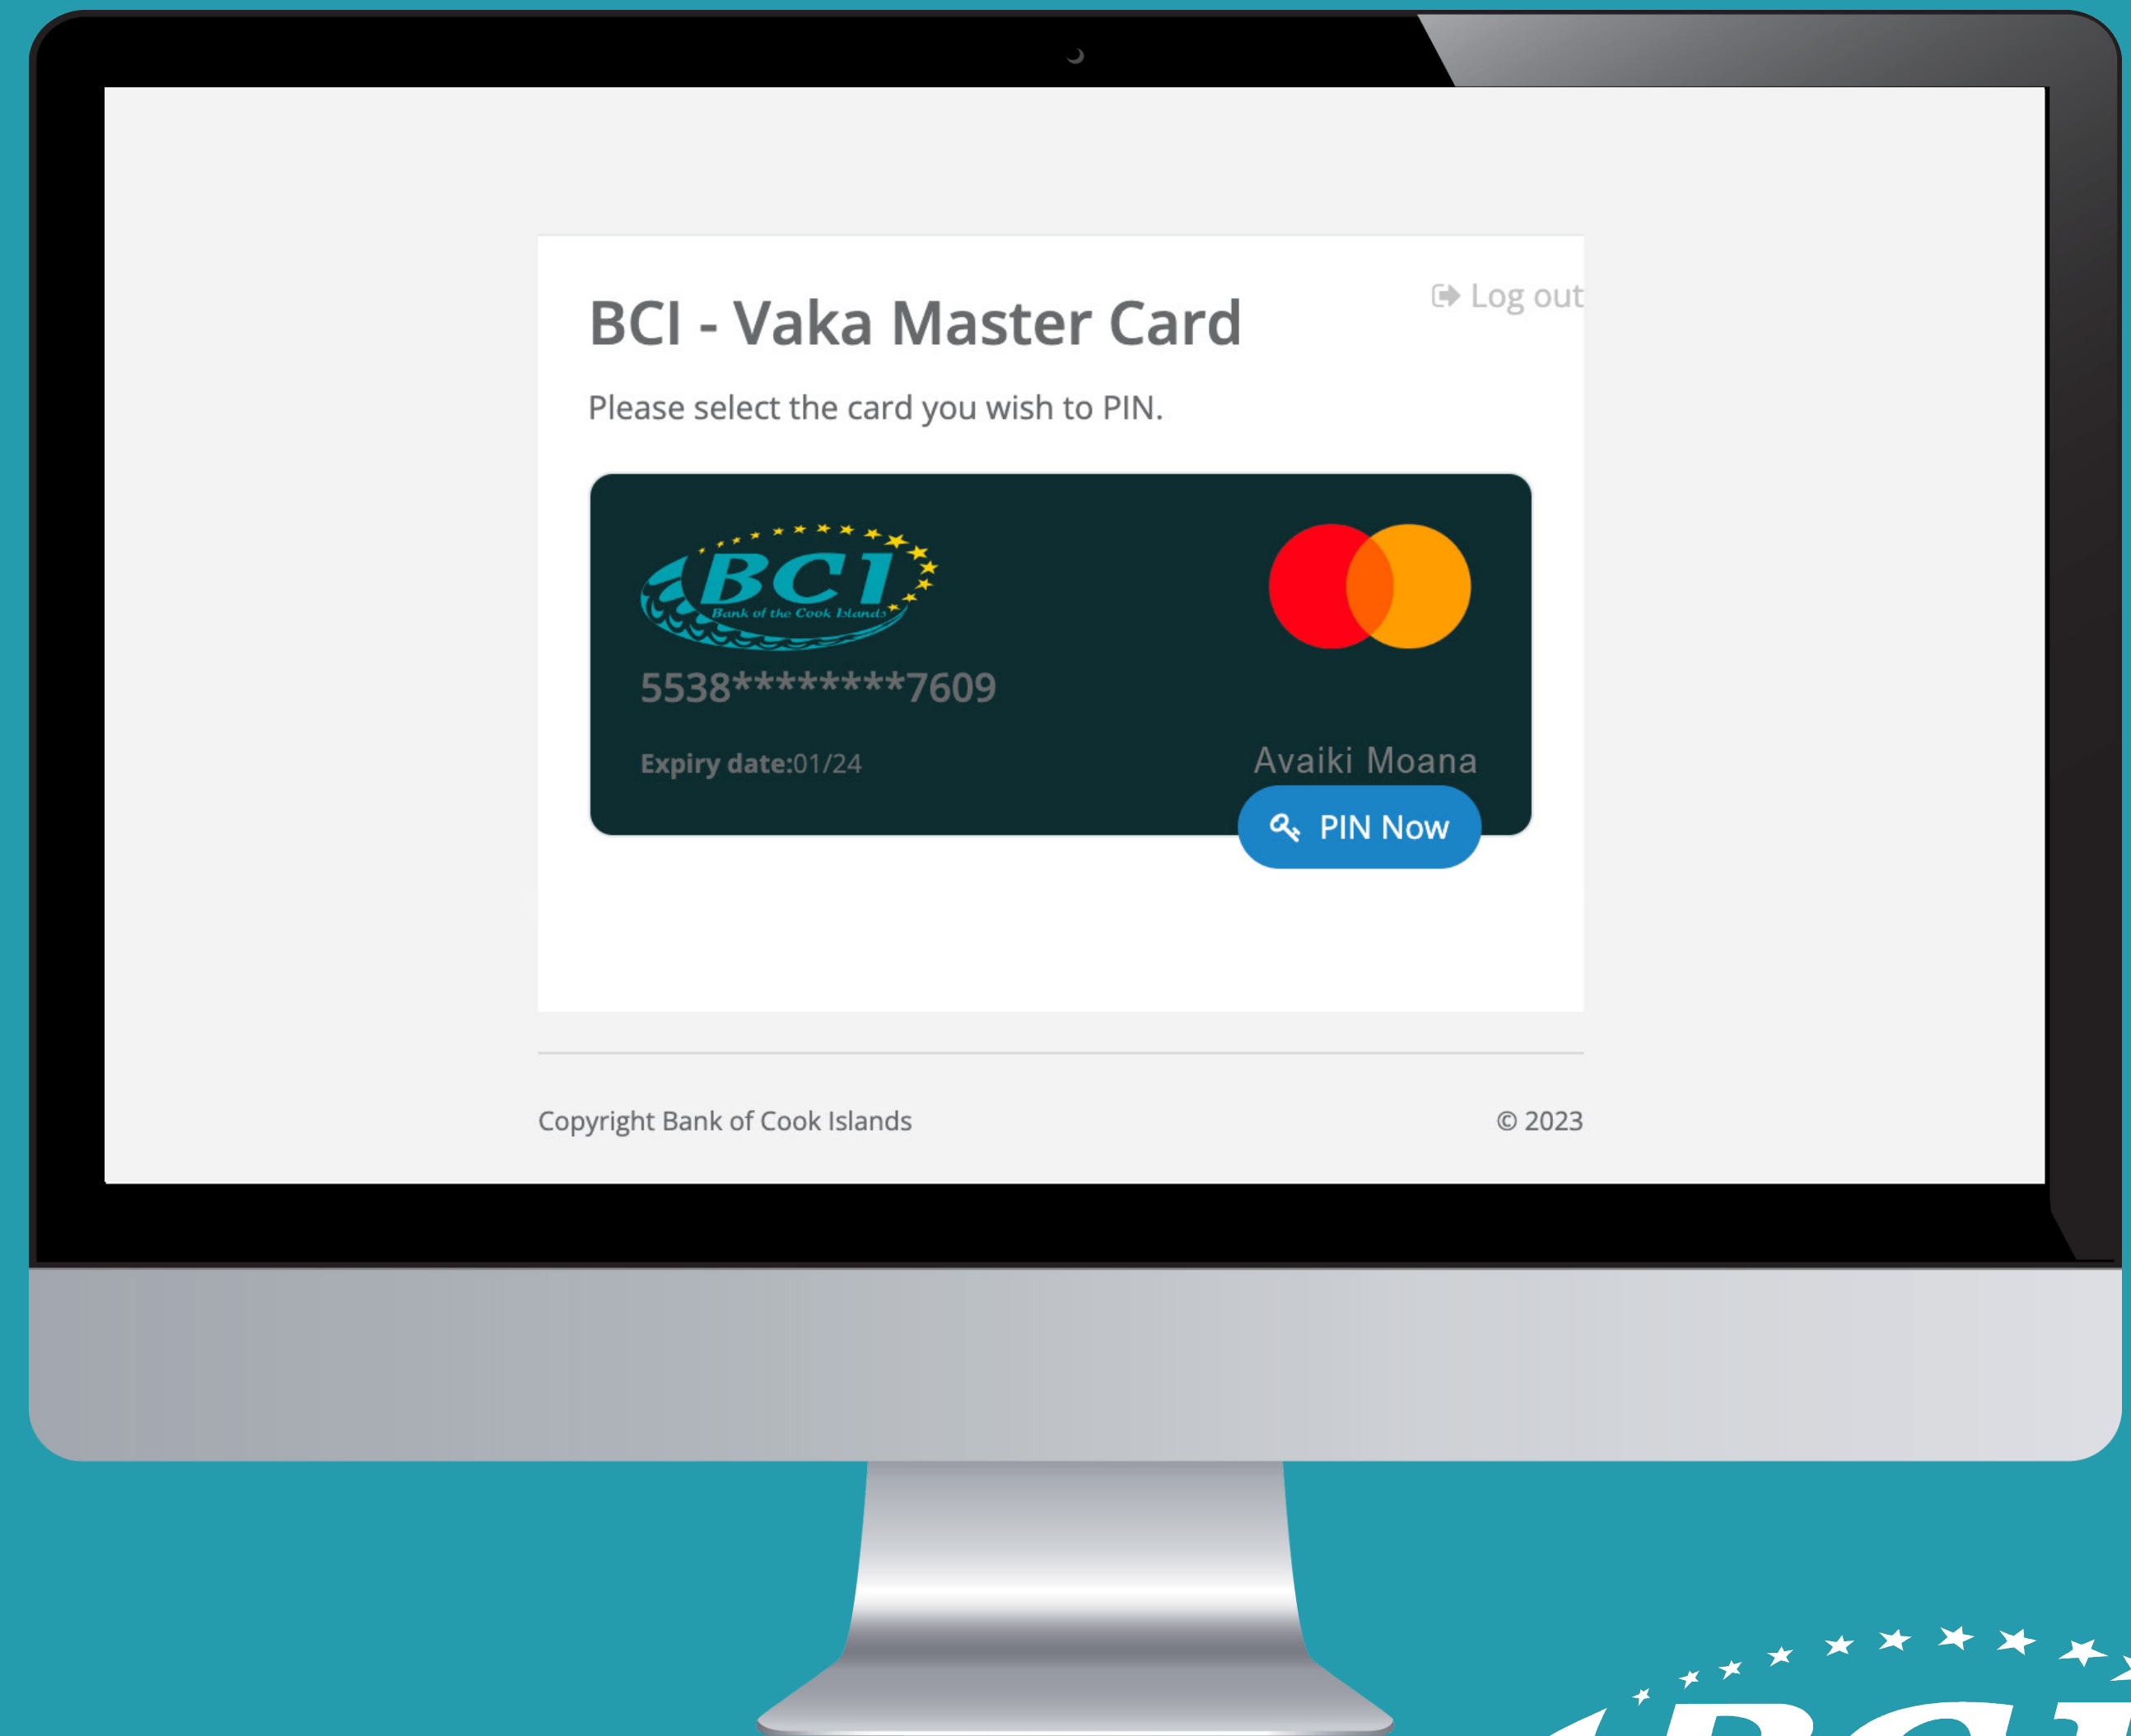 BCI - Vaka Master Card
Log out
Please select the card you wish to PIN.
BCI
Bank of the Cook Islands
5538********7609
Expiry date:01/24
Avaiki Moana
PIN Now
Copyright Bank of Cook Islands
© 2023
BCI